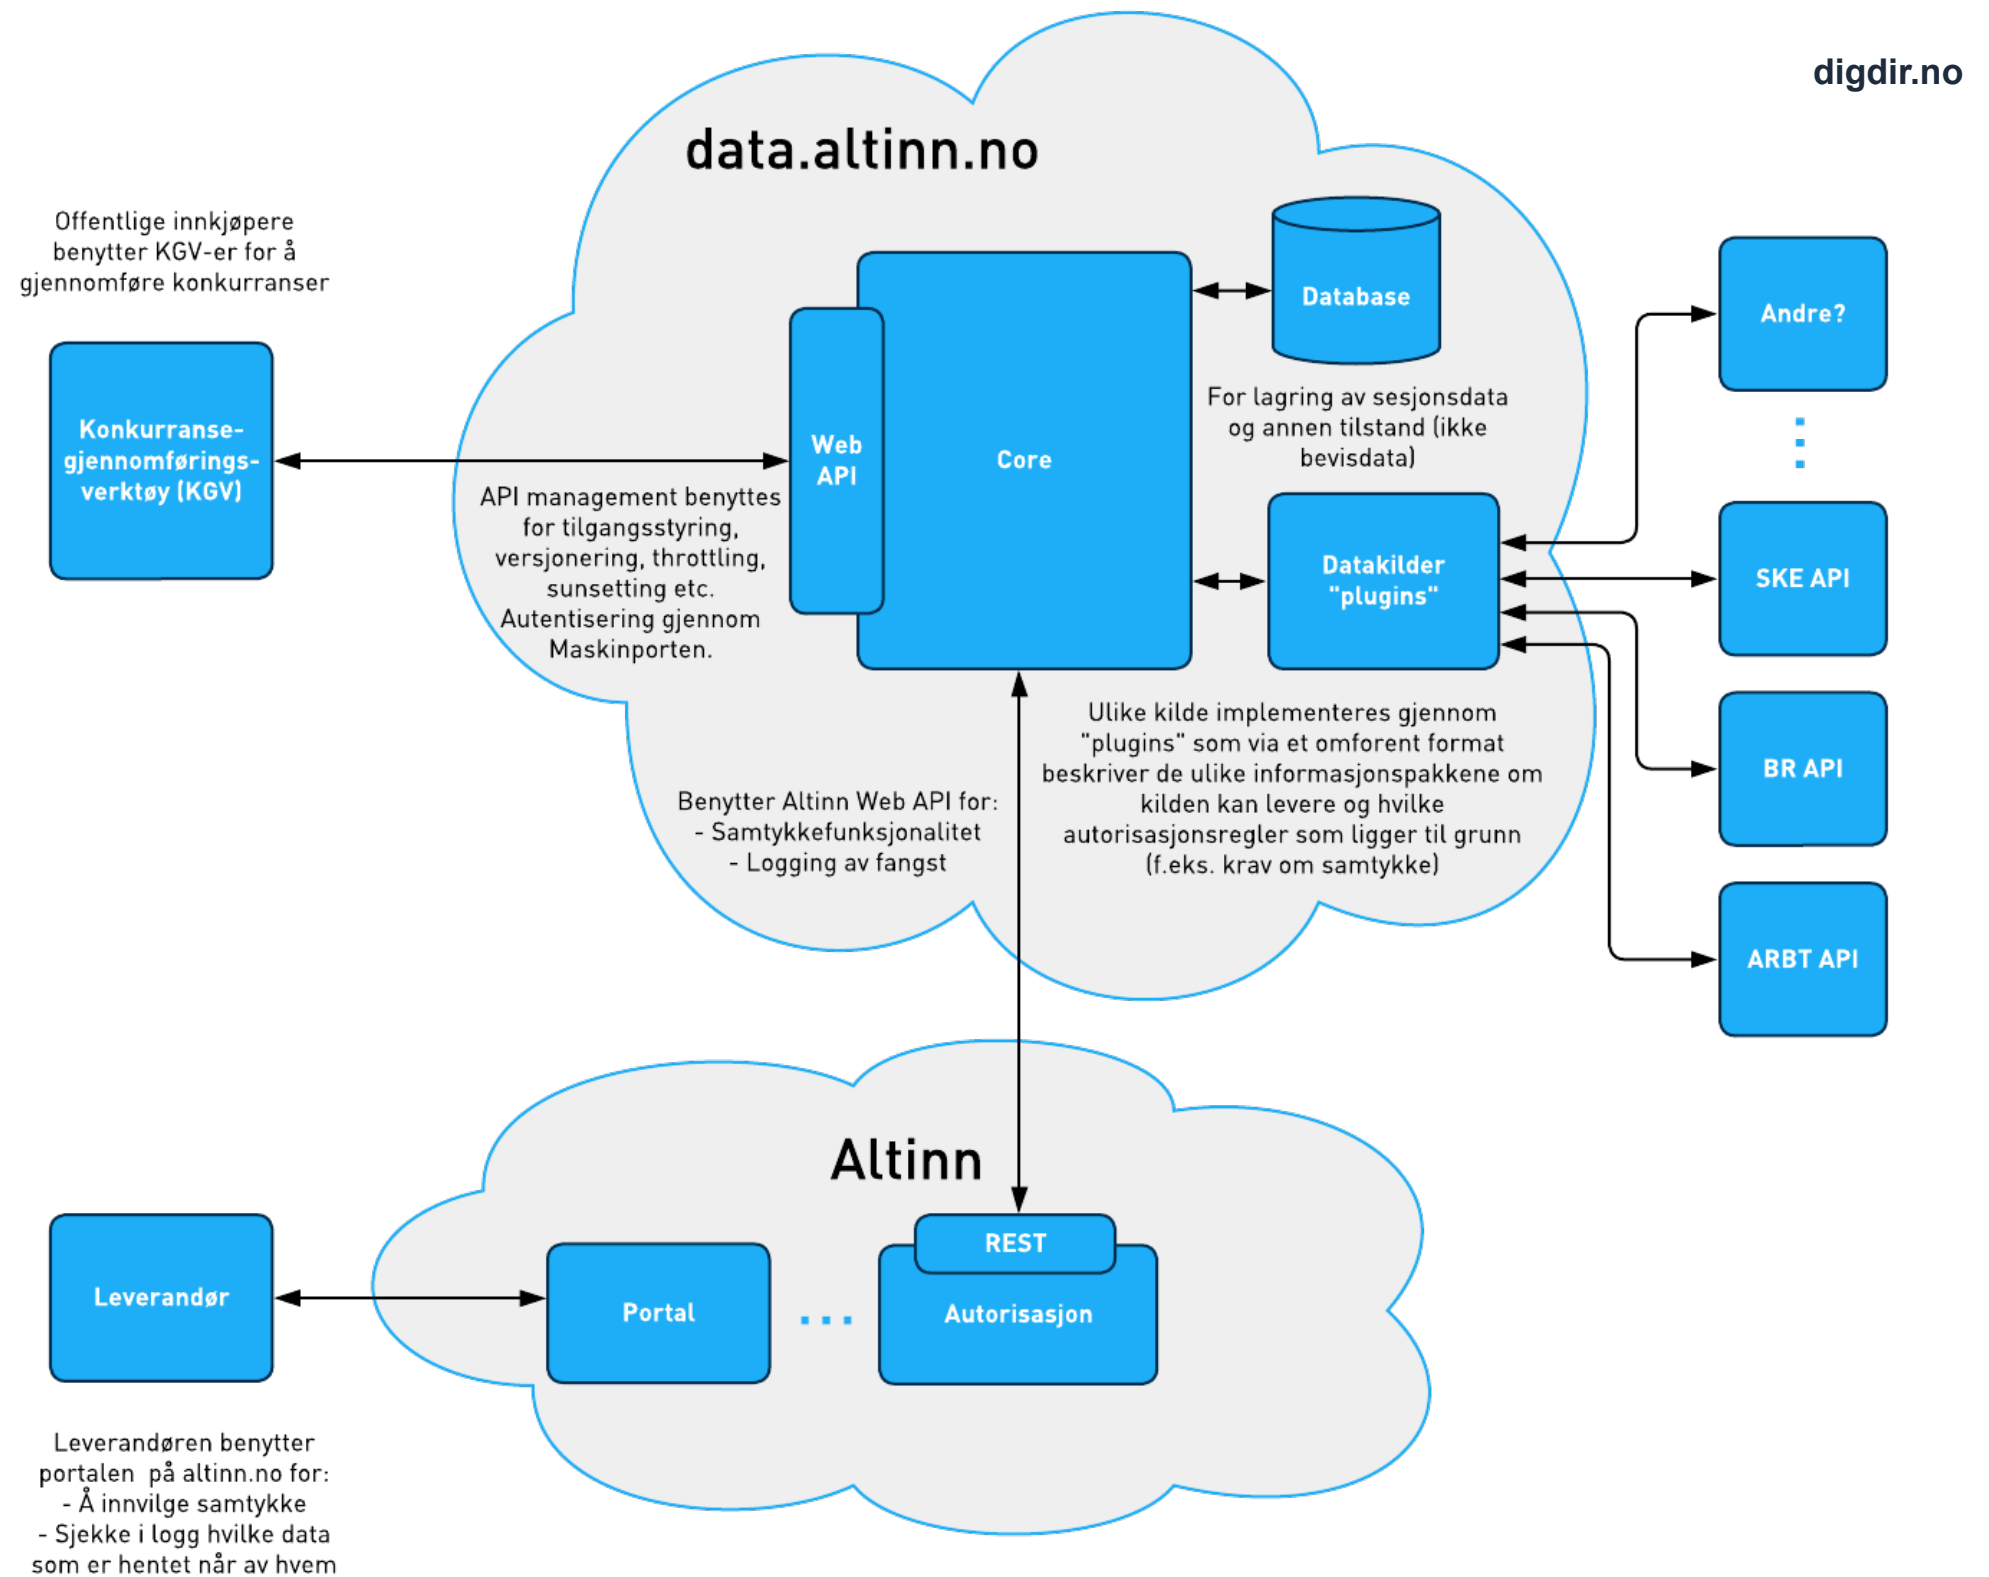 digdir.no
data.altinn.no
Offentlige innkjøpere
benytter KGV-er for å
gjennomføre konkurranser
Konkurranse-
gjennomførings-
verktøy (KGV)
Web
API
Core
Database
For lagring av sesjonsdata
og annen tilstand (ikke
bevisdata)
API management benyttes
for tilgangsstyring,
versjonering, throttling,
sunsetting etc.
Autentisering gjennom
Maskinporten.
Datakilder
"plugins"
Andre?
SKE API
BR API
ARBT API
Ulike kilde implementeres gjennom
"plugins" som via et omforent format
beskriver de ulike informasjonspakkene om
kilden kan levere og hvilke
autorisasjonsregler som ligger til grunn
(f.eks. krav om samtykke)
Benytter Altinn Web API for:
- Samtykkefunksjonalitet
- Logging av fangst
Altinn
REST
Autorisasjon
Portal
Leverandør
Leverandøren benytter
portalen  på altinn.no for:
- Å innvilge samtykke
- Sjekke i logg hvilke data
som er hentet når av hvem